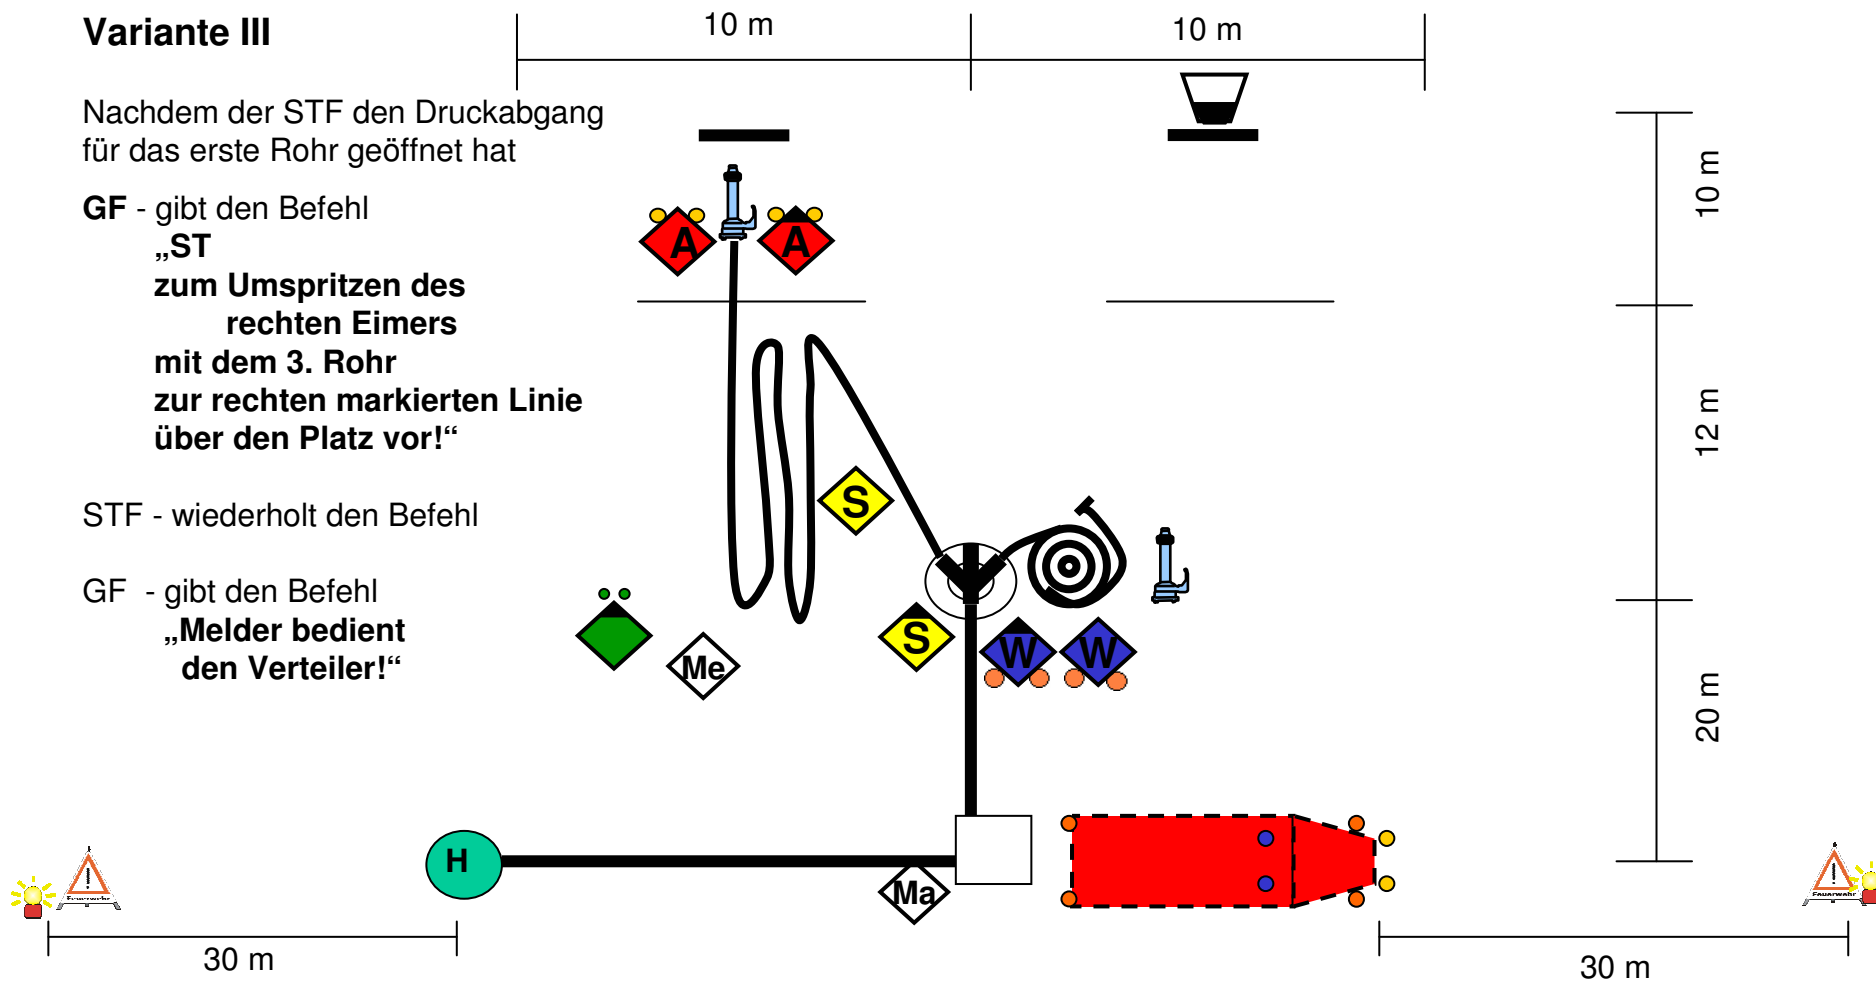 Variante III
10 m
10 m
Nachdem der STF den Druckabgang
für das erste Rohr geöffnet hat
GF - gibt den Befehl
„ST
zum Umspritzen des
rechten Eimers
mit dem 3. Rohr
zur rechten markierten Linie
über den Platz vor!“
STF - wiederholt den Befehl
GF - gibt den Befehl
„Melder bedient
den Verteiler!“
A
A
S
S
W
W
Me
H
Ma
10 m
12 m
20 m
!
Feuerwehr
!
Feuerwehr
30 m
30 m